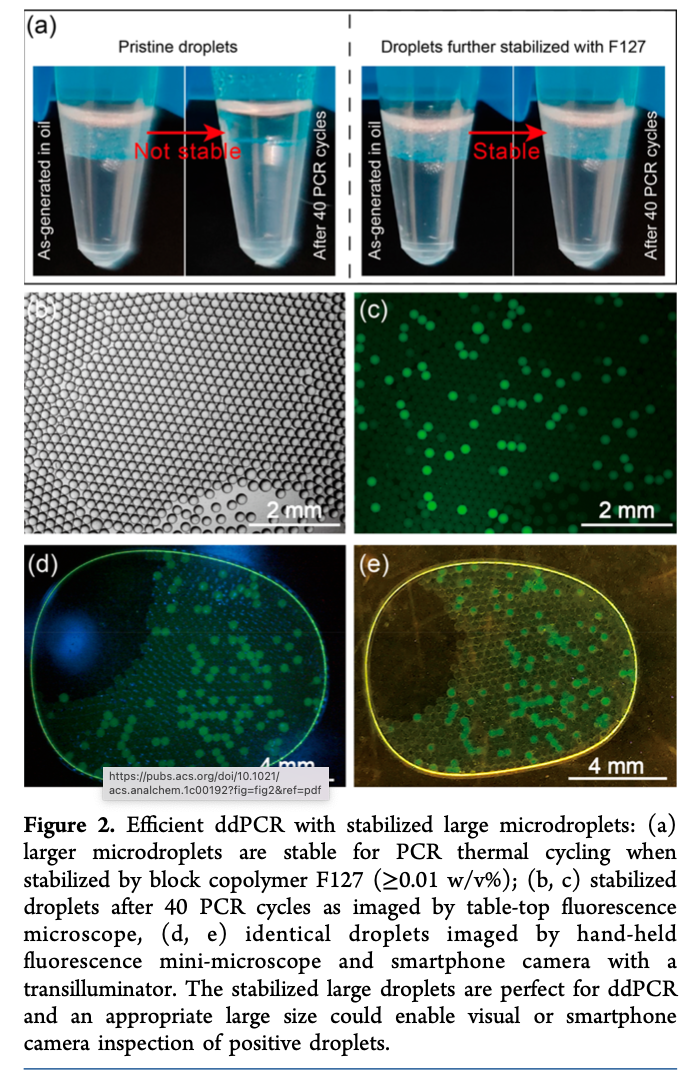 (a)
Pristine droplets
Droplets further stabilized with F127
As-generated in oil
Not stable
After 40 PCR cycles
As-generated in oil
Stable
After 40 PCR cycles
(b)
2 mm
(c)
2 mm
(d)
4 mm
(e)
4 mm
https://pubs.acs.org/doi/10.1021/
acs.analchem.1c00192?fig=fig2&ref=pdf
Figure 2. Efficient ddPCR with stabilized large microdroplets: (a)
larger microdroplets are stable for PCR thermal cycling when
stabilized by block copolymer F127 (≥0.01 w/v%); (b, c) stabilized
droplets after 40 PCR cycles as imaged by table-top fluorescence
microscope, (d, e) identical droplets imaged by hand-held
fluorescence mini-microscope and smartphone camera with a
transilluminator. The stabilized large droplets are perfect for ddPCR
and an appropriate large size could enable visual or smartphone
camera inspection of positive droplets.